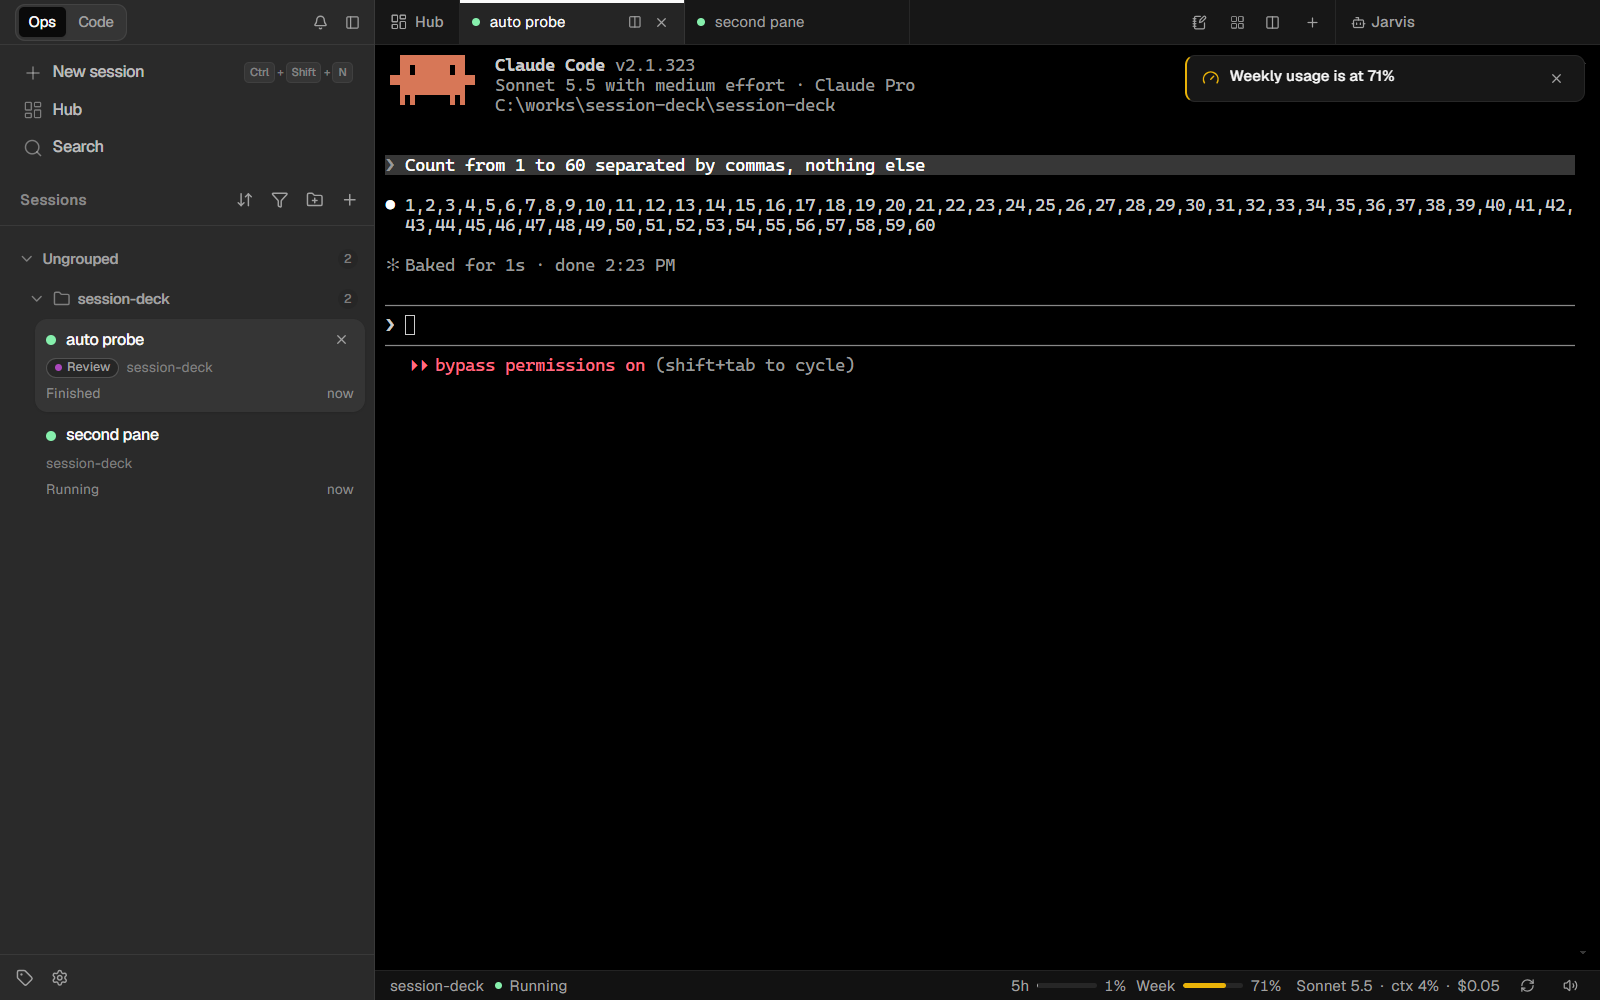 Ops Code
New session Ctrl + Shift + N
Hub
Search
Sessions
Ungrouped 2
session-deck 2
auto probe
Review session-deck
Finished now
second pane
session-deck
Running now
Hub auto probe second pane Jarvis
Claude Code v2.1.323
Sonnet 5.5 with medium effort · Claude Pro
C:\works\session-deck\session-deck
Weekly usage is at 71%
❯ Count from 1 to 60 separated by commas, nothing else
● 1,2,3,4,5,6,7,8,9,10,11,12,13,14,15,16,17,18,19,20,21,22,23,24,25,26,27,28,29,30,31,32,33,34,35,36,37,38,39,40,41,42,
43,44,45,46,47,48,49,50,51,52,53,54,55,56,57,58,59,60
✻ Baked for 1s · done 2:23 PM
❯
⏵⏵ bypass permissions on (shift+tab to cycle)
session-deck ● Running 5h 1% Week 71% Sonnet 5.5 · ctx 4% · $0.05